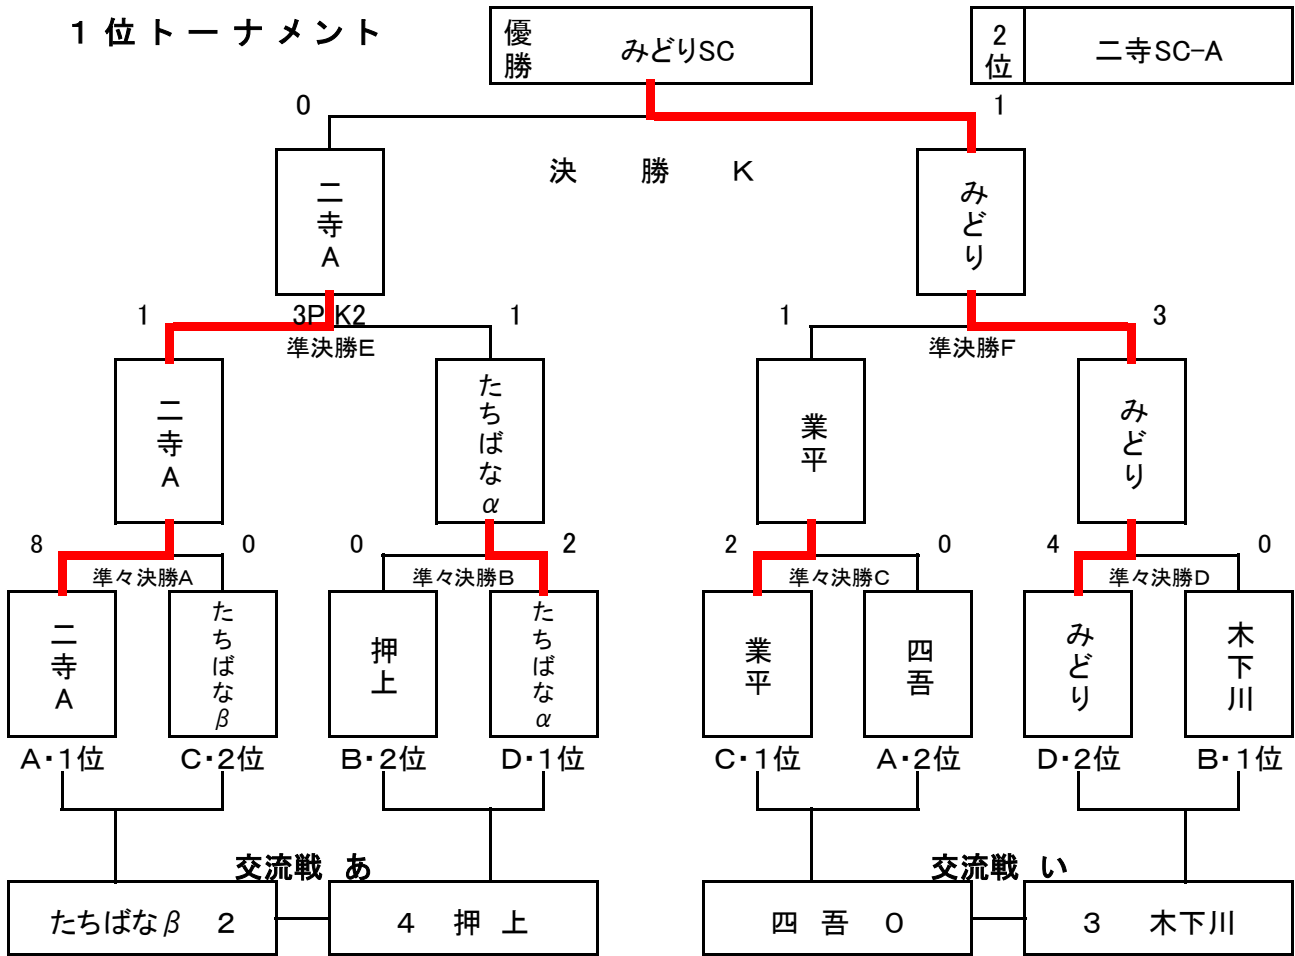 １位トーナメント
優勝 みどりSC
2位 二寺SC-A
0 1
決 勝 K
二寺A
みどり
1 3PK2 1 1 3
準決勝E 準決勝F
二寺A
たちばなα
業平
みどり
8 0 0 2 2 0 4 0
準々決勝A 準々決勝B 準々決勝C 準々決勝D
二寺A
たちばなβ
押上
たちばなα
業平
四吾
みどり
木下川
A・1位 C・2位 B・2位 D・1位 C・1位 A・2位 D・2位 B・1位
交流戦 あ 交流戦 い
たちばなβ 2 4 押上 四吾 0 3 木下川